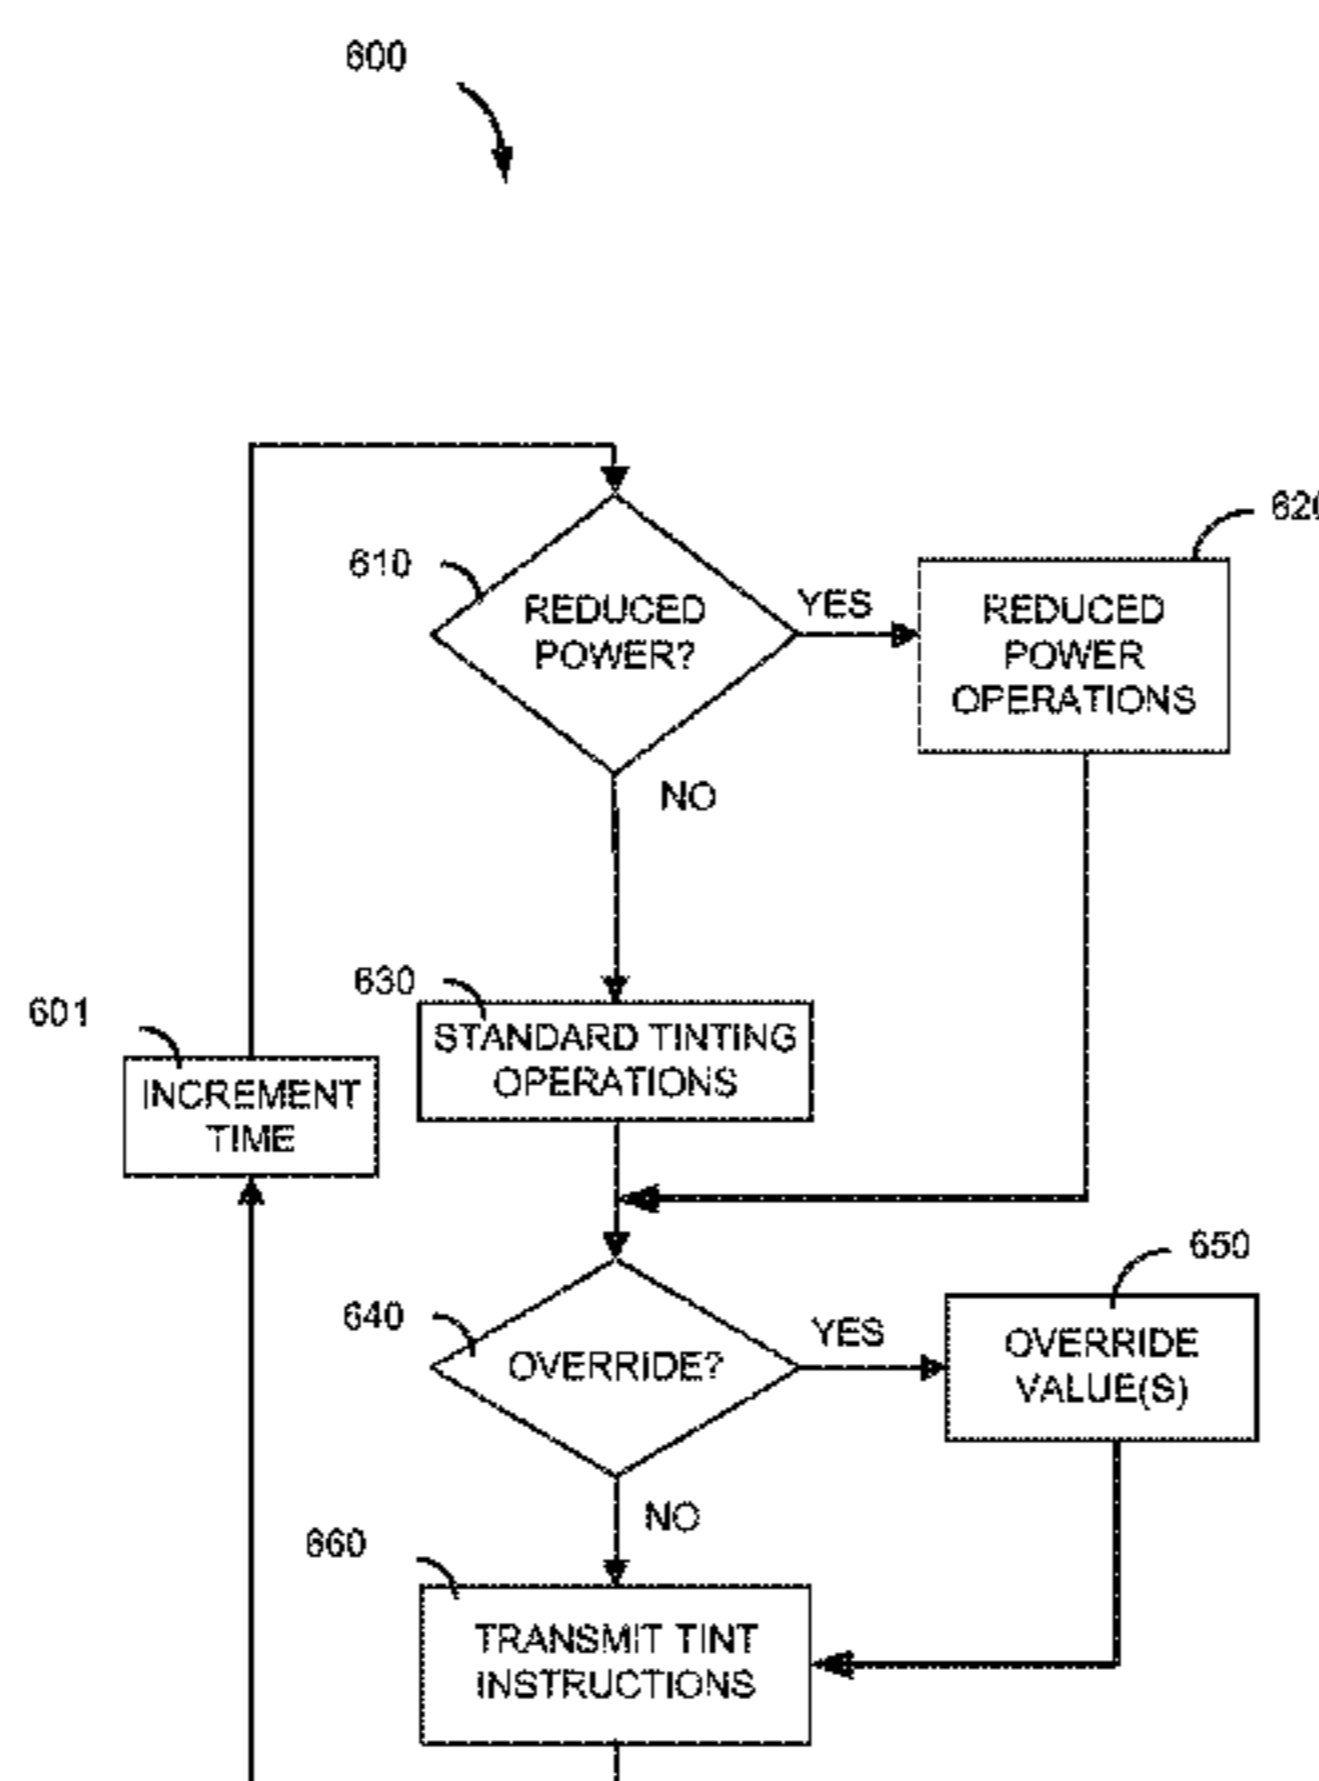 600
610
REDUCED
POWER?
YES
REDUCED
POWER
OPERATIONS
NO
630
STANDARD TINTING
OPERATIONS
601
INCREMENT
TIME
640
OVERRIDE?
YES
650
OVERRIDE
VALUE(S)
NO
660
TRANSMIT TINT
INSTRUCTIONS